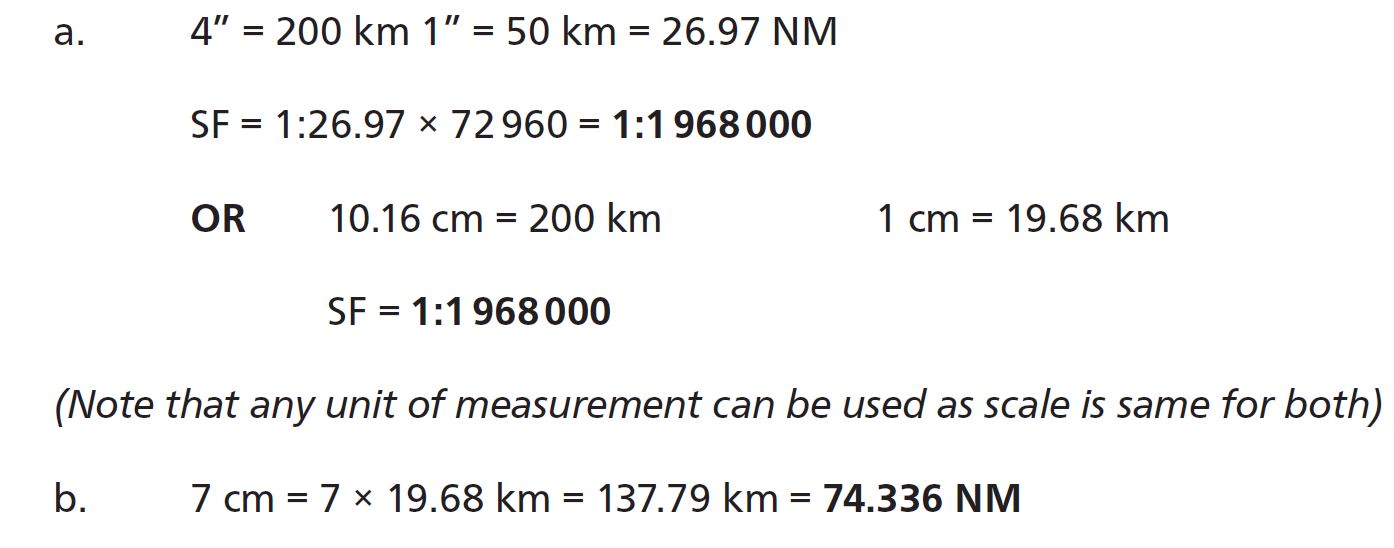 a. 4” = 200 km 1” = 50 km = 26.97 NM
SF = 1:26.97 × 72 960 = 1:1 968 000
OR 10.16 cm = 200 km 1 cm = 19.68 km
SF = 1:1 968 000
(Note that any unit of measurement can be used as scale is same for both)
b. 7 cm = 7 × 19.68 km = 137.79 km = 74.336 NM